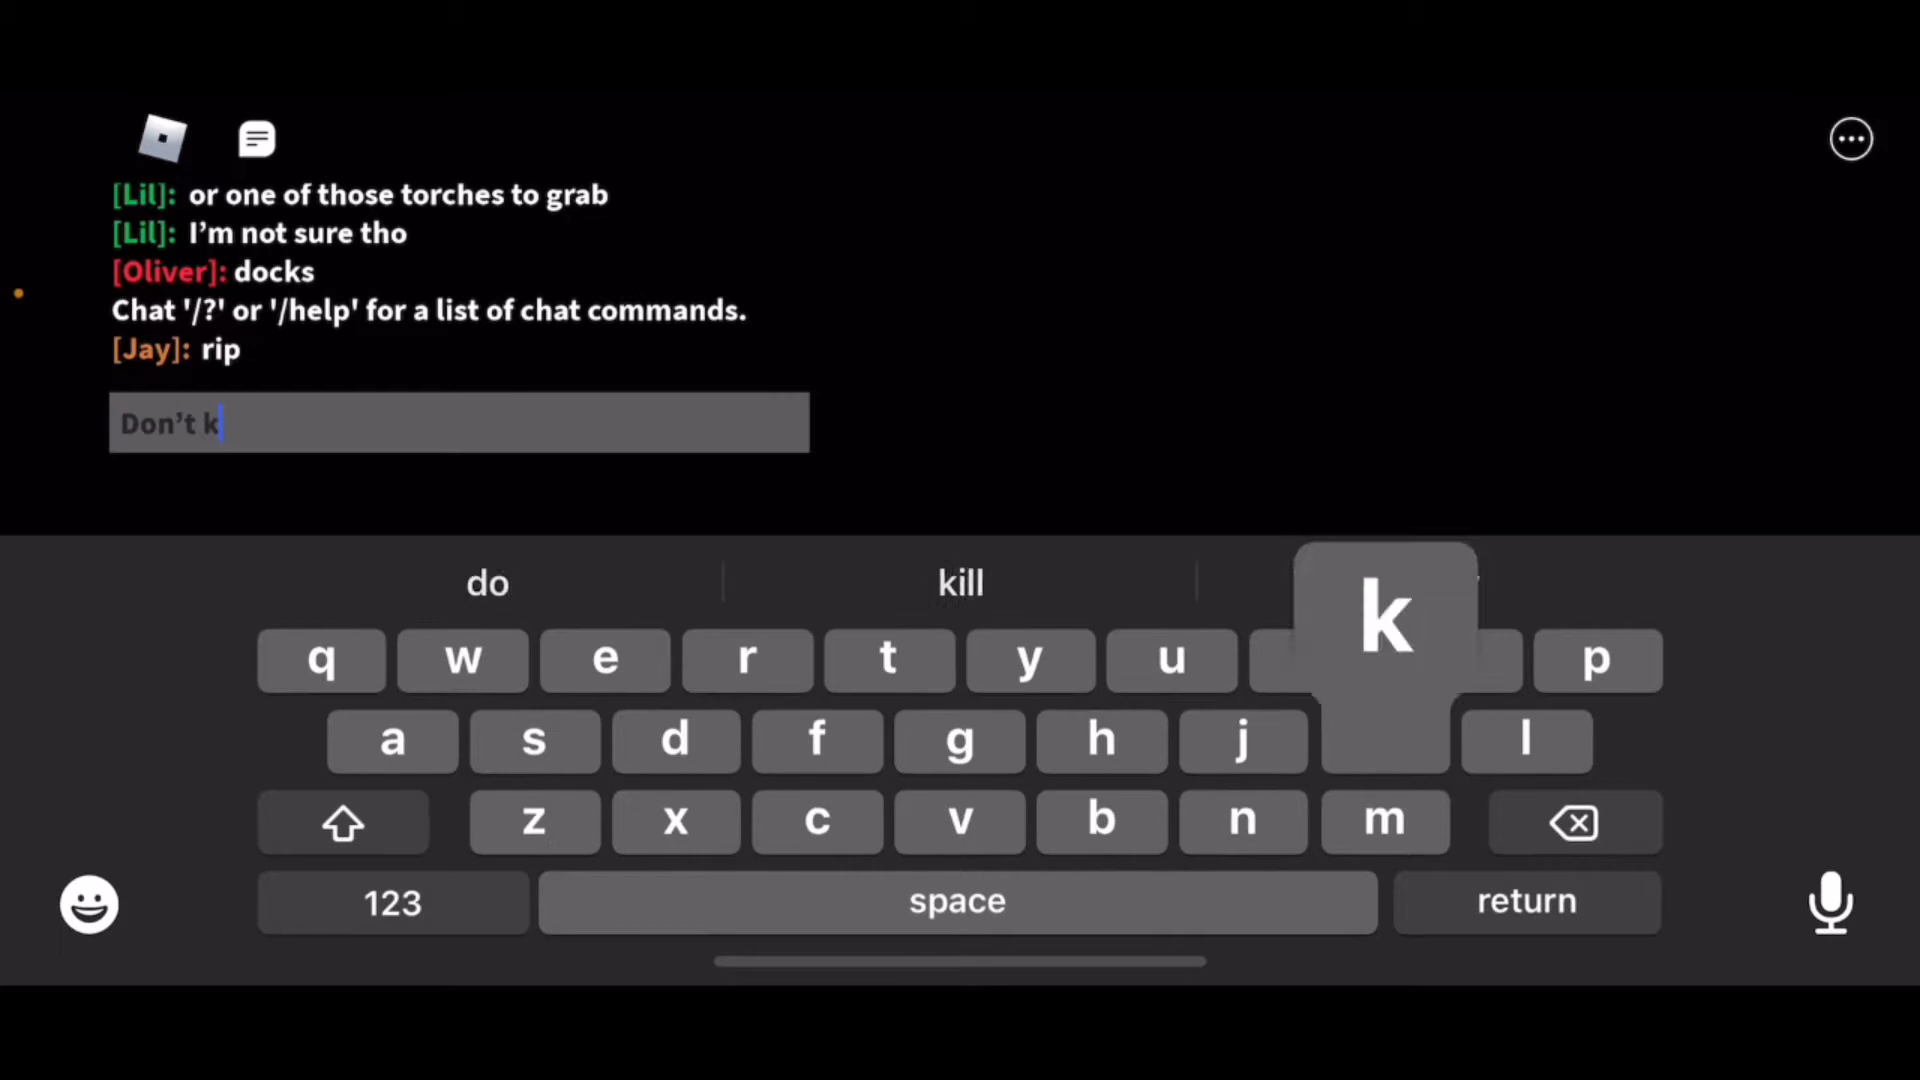 [Lil]: or one of those torches to grab
[Lil]: I’m not sure tho
[Oliver]: docks
Chat '/?' or '/help' for a list of chat commands.
[Jay]: rip
Don’t k
do kill
k
q w e r t y u p
a s d f g h j l
z x c v b n m
123 space return